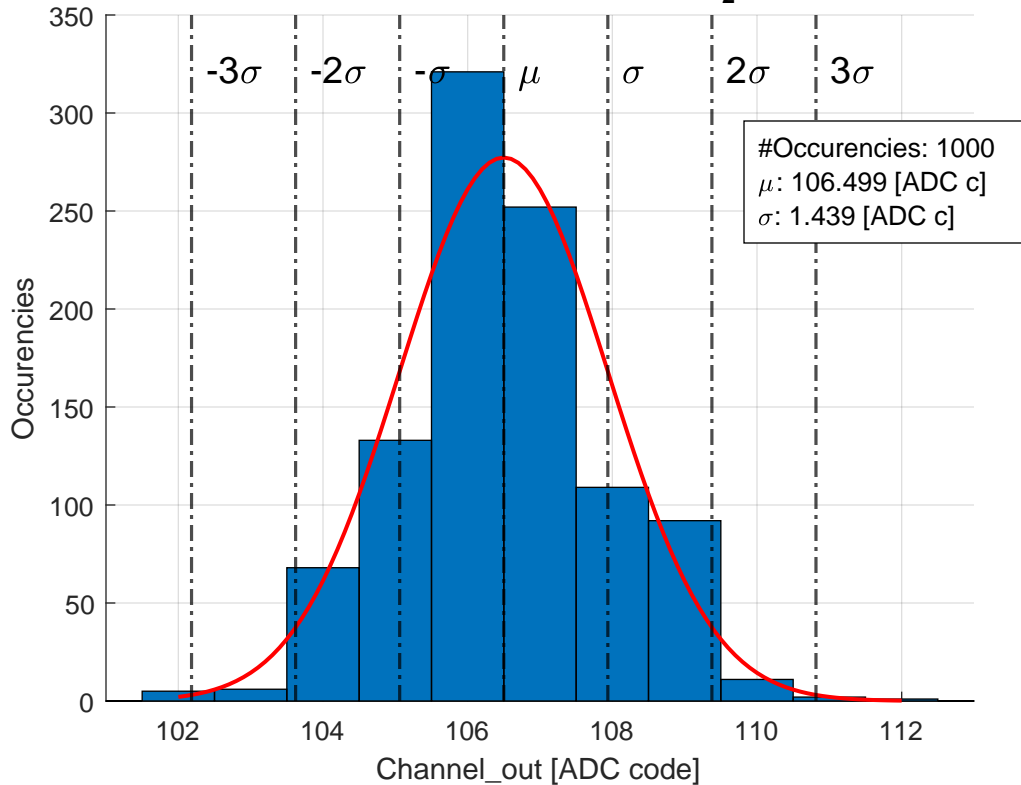 350
300
250
200
150
100
50
0
Occurencies
-3σ -2σ -σ μ σ 2σ 3σ
#Occurencies: 1000
μ: 106.499 [ADC c]
σ: 1.439 [ADC c]
102 104 106 108 110 112
Channel_out [ADC code]